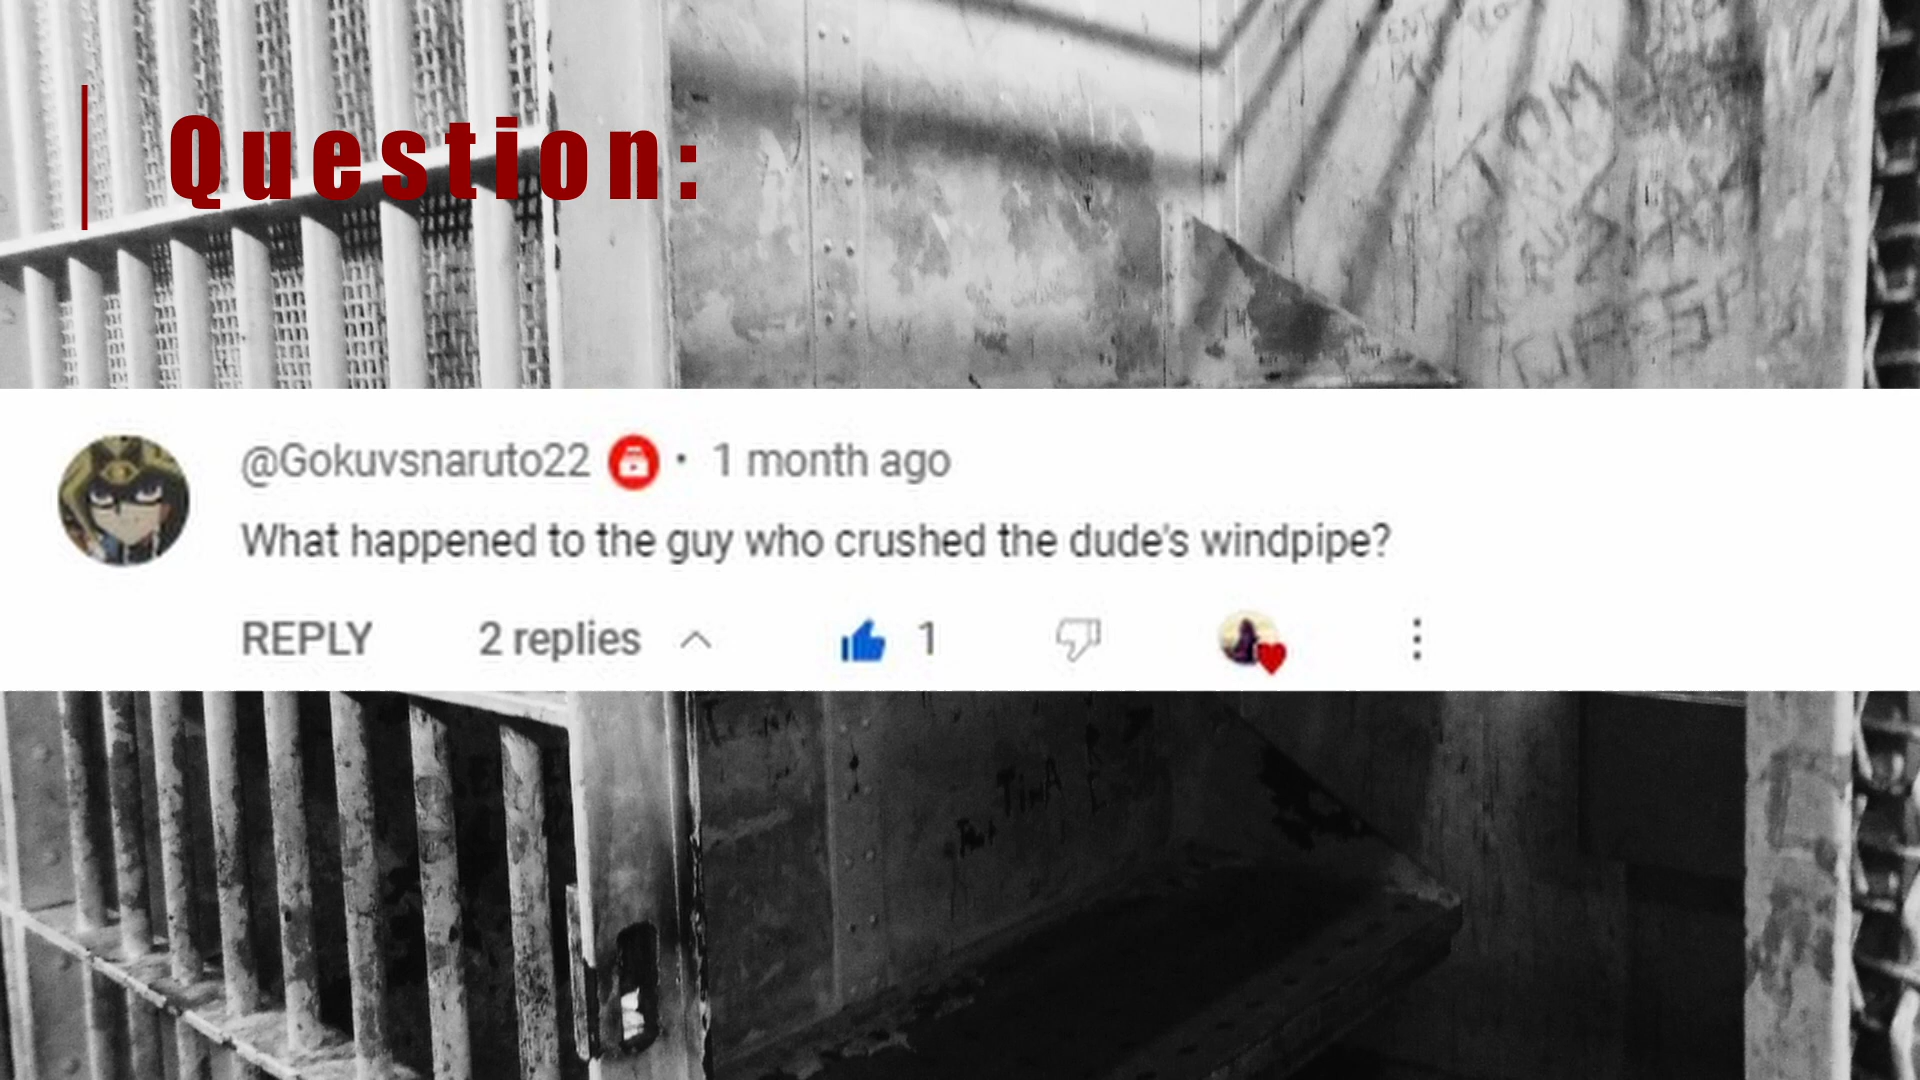 Question:
@Gokuvsnaruto22 • 1 month ago
What happened to the guy who crushed the dude's windpipe?
REPLY 2 replies 1
TinA